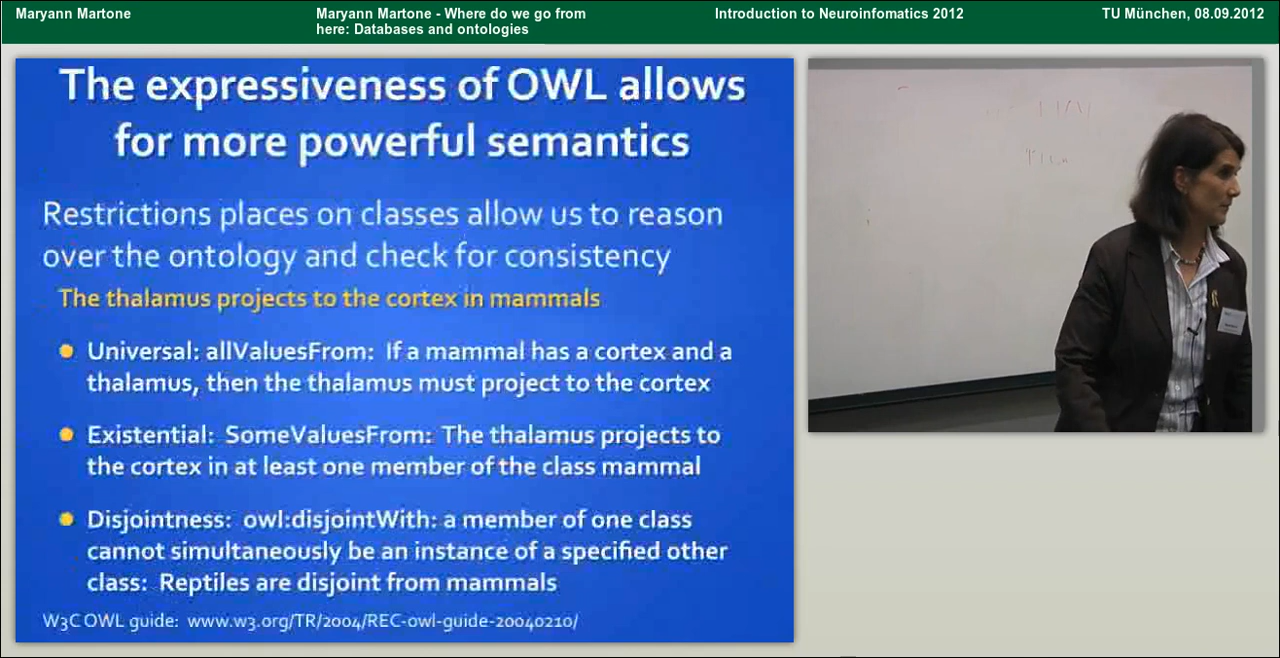 Maryann Martone
Maryann Martone - Where do we go from
here: Databases and ontologies
Introduction to Neuroinfomatics 2012
TU München, 08.09.2012
The expressiveness of OWL allows
for more powerful semantics
Restrictions places on classes allow us to reason
over the ontology and check for consistency
The thalamus projects to the cortex in mammals
Universal: allValuesFrom: If a mammal has a cortex and a
thalamus, then the thalamus must project to the cortex
Existential: SomeValuesFrom: The thalamus projects to
the cortex in at least one member of the class mammal
Disjointness: owl:disjointWith: a member of one class
cannot simultaneously be an instance of a specified other
class: Reptiles are disjoint from mammals
W3C OWL guide: www.w3.org/TR/2004/REC-owl-guide-20040210/